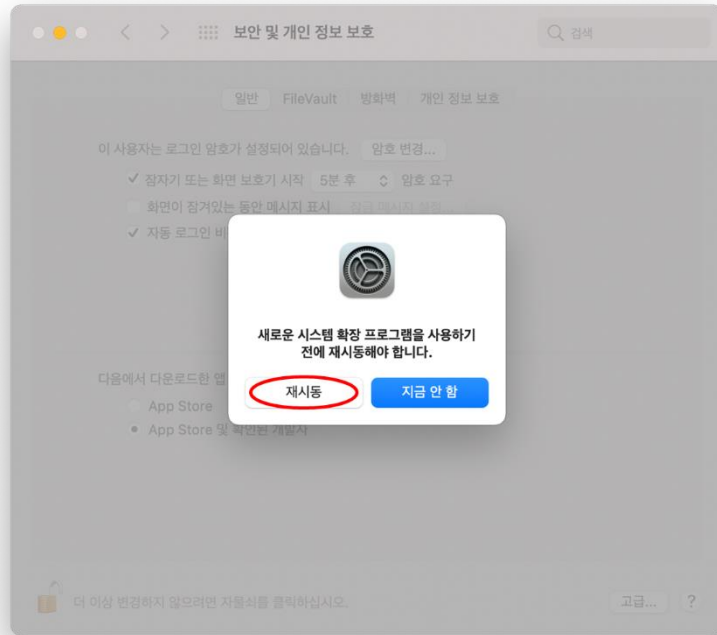 보안 및 개인 정보 보호
검색
일반 FileVault 방화벽 개인 정보 보호
이 사용자는 로그인 암호가 설정되어 있습니다. 암호 변경...
잠자기 또는 화면 보호기 시작 5분 후 암호 요구
화면이 잠겨있는 동안 메시지 표시 잠금 메시지 설정...
자동 로그인 비
새로운 시스템 확장 프로그램을 사용하기
전에 재시동해야 합니다.
재시동 지금 안 함
다음에서 다운로드한 앱
App Store
App Store 및 확인된 개발자
더 이상 변경하지 않으려면 자물쇠를 클릭하십시오.
고급... ?